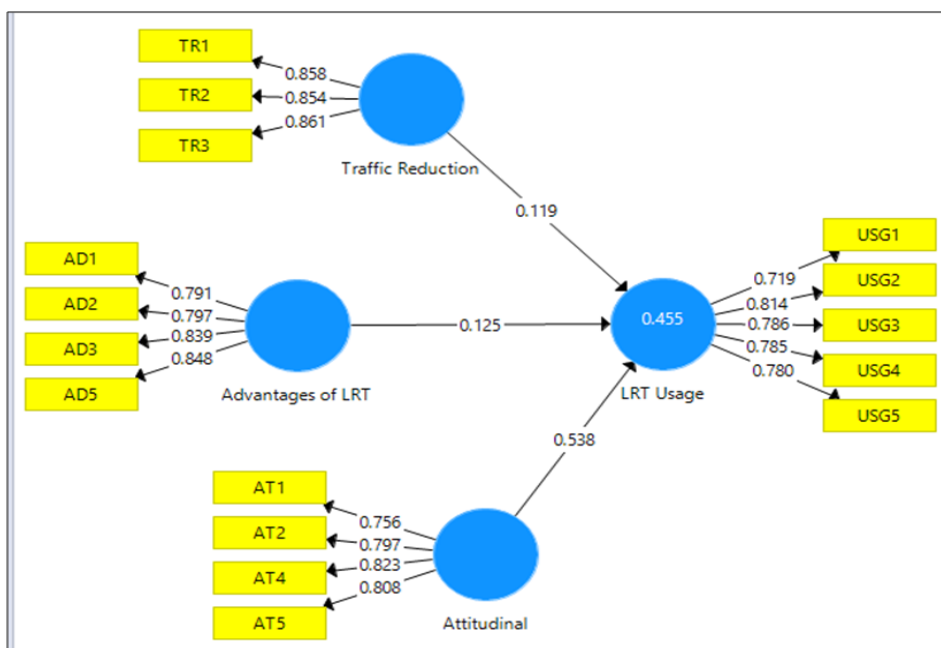 TR1
0.858
TR2
0.854
TR3
0.861
Traffic Reduction
0.119
AD1
0.791
AD2
0.797
AD3
0.839
AD5
0.848
Advantages of LRT
0.125
0.455
LRT Usage
USG1
0.719
USG2
0.814
USG3
0.786
USG4
0.785
USG5
0.780
0.538
AT1
0.756
AT2
0.797
AT4
0.823
AT5
0.808
Attitudinal